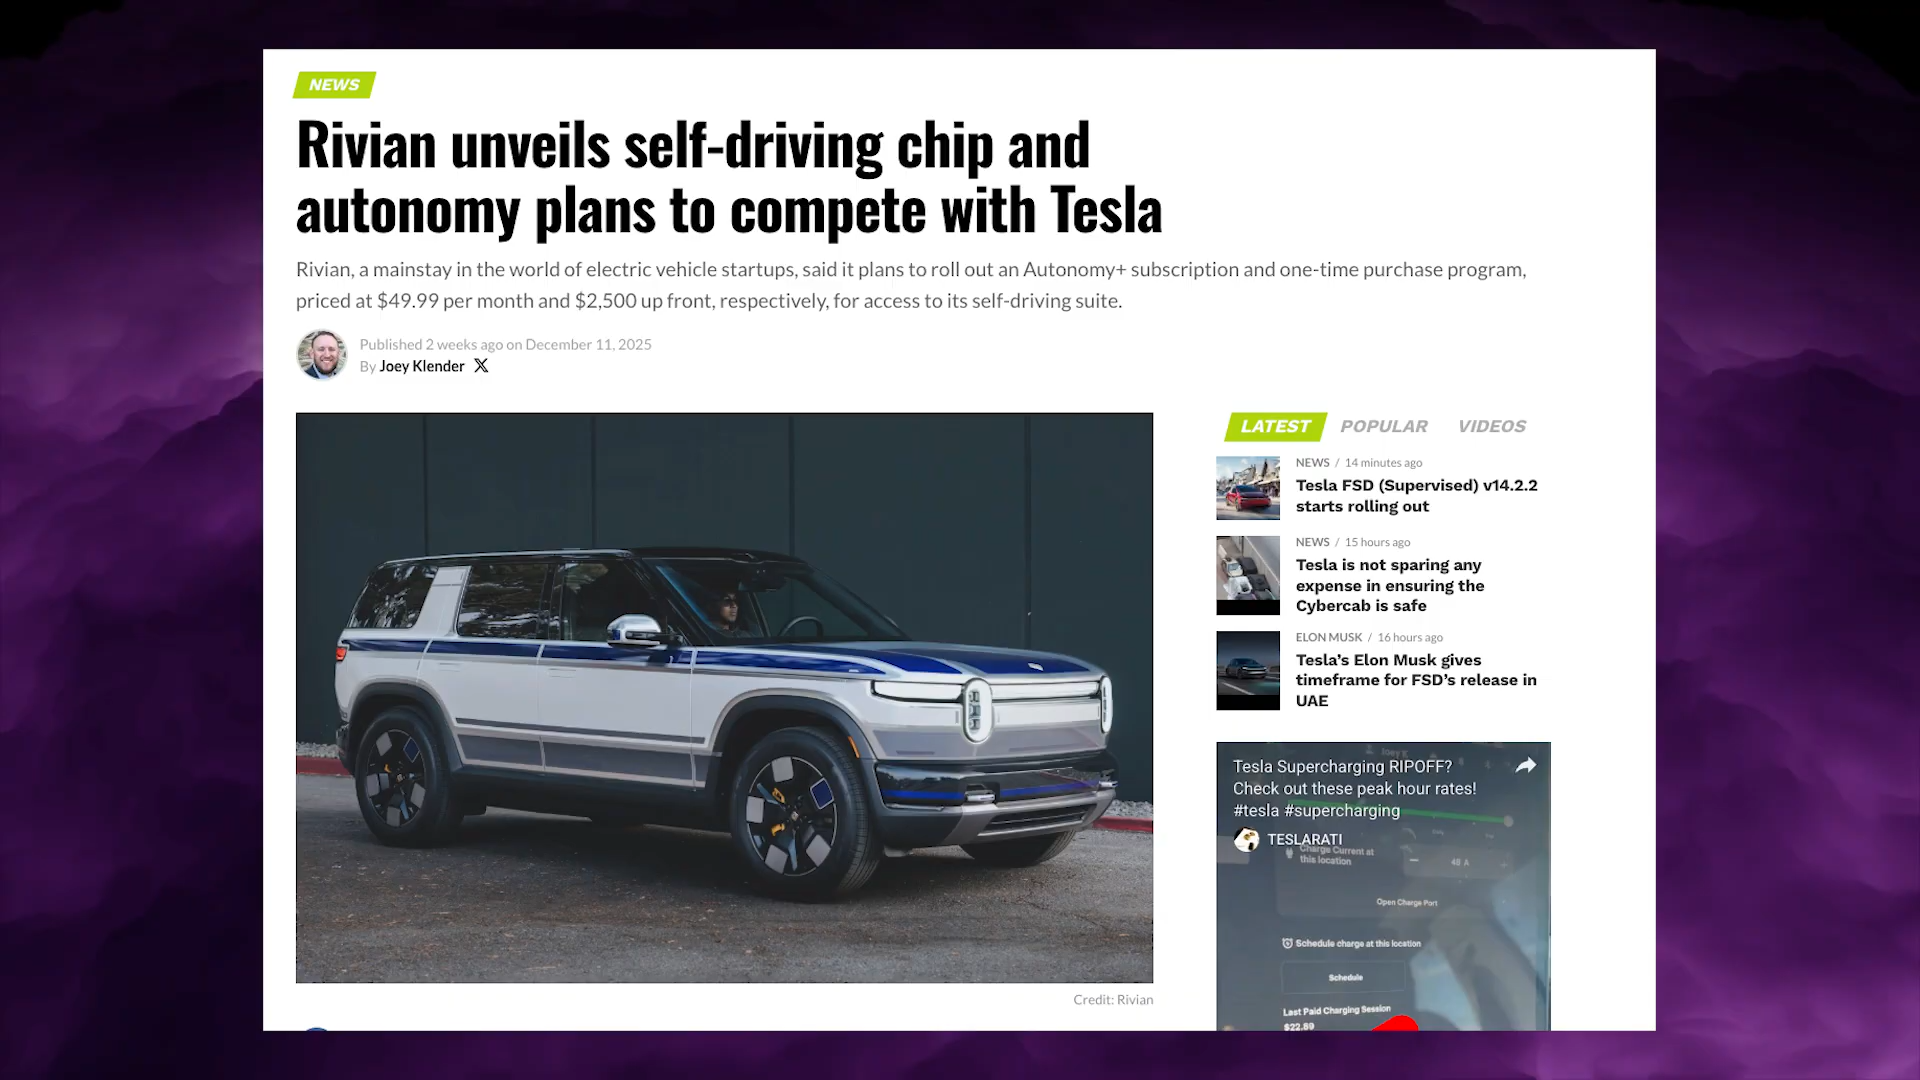 NEWS
Rivian unveils self-driving chip and
autonomy plans to compete with Tesla
Rivian, a mainstay in the world of electric vehicle startups, said it plans to roll out an Autonomy+ subscription and one-time purchase program,
priced at $49.99 per month and $2,500 up front, respectively, for access to its self-driving suite.
Published 2 weeks ago on December 11, 2025
By Joey Klender
Credit: Rivian
LATEST POPULAR VIDEOS
NEWS / 14 minutes ago
Tesla FSD (Supervised) v14.2.2
starts rolling out
NEWS / 15 hours ago
Tesla is not sparing any
expense in ensuring the
Cybercab is safe
ELON MUSK / 16 hours ago
Tesla’s Elon Musk gives
timeframe for FSD’s release in
UAE
Tesla Supercharging RIPOFF?
Check out these peak hour rates!
#tesla #supercharging
TESLARATI
Charge Current at
this location
48 A
Open Charge Port
Schedule charge at this location
Schedule
Last Paid Charging Session
$22.89